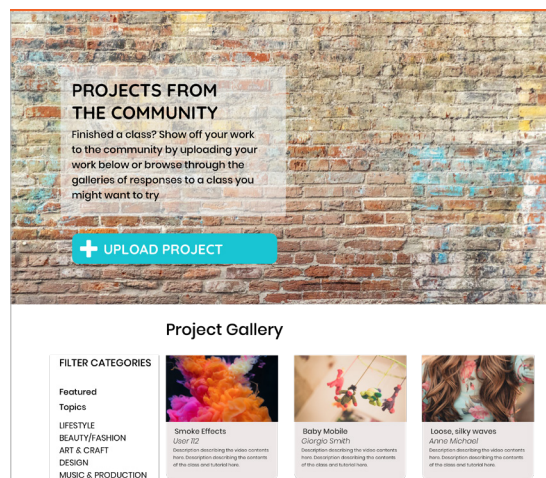 PROJECTS FROM
THE COMMUNITY
Finished a class? Show off your work
to the community by uploading your
work below or browse through the
galleries of responses to a class you
might want to try
UPLOAD PROJECT
Project Gallery
FILTER CATEGORIES
Featured
Topics
LIFESTYLE
BEAUTY/FASHION
ART & CRAFT
DESIGN
MUSIC & PRODUCTION
Smoke Effects
User 112
Description describing the video contents
here. Description describing the contents
of the class and tutorial here.
Baby Mobile
Giorgio Smith
Description describing the video contents
here. Description describing the contents
of the class and tutorial here.
Loose, silky waves
Anne Michael
Description describing the video contents
here. Description describing the contents
of the class and tutorial here.